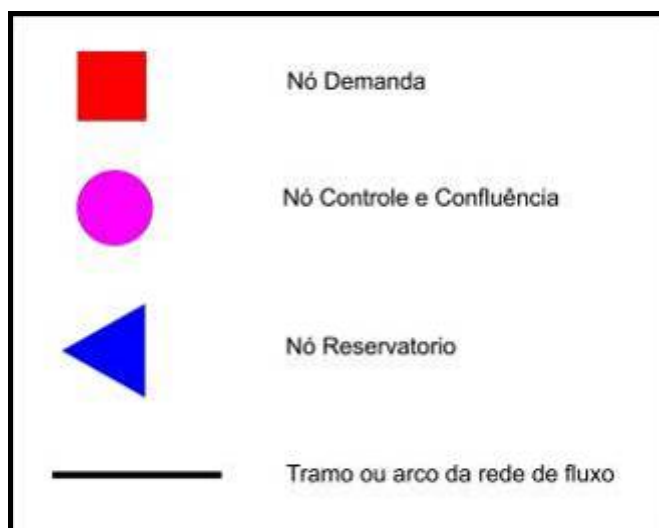 Nó Demanda
Nó Controle e Confluência
Nó Reservatorio
Tramo ou arco da rede de fluxo